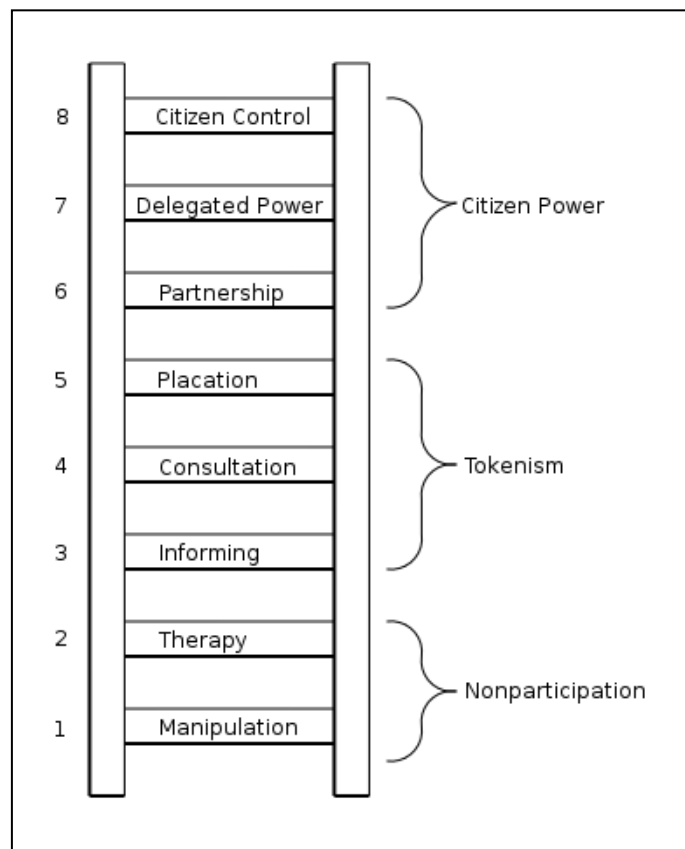 8 Citizen Control
7 Delegated Power
Citizen Power
6 Partnership
5 Placation
4 Consultation
Tokenism
3 Informing
2 Therapy
Nonparticipation
1 Manipulation